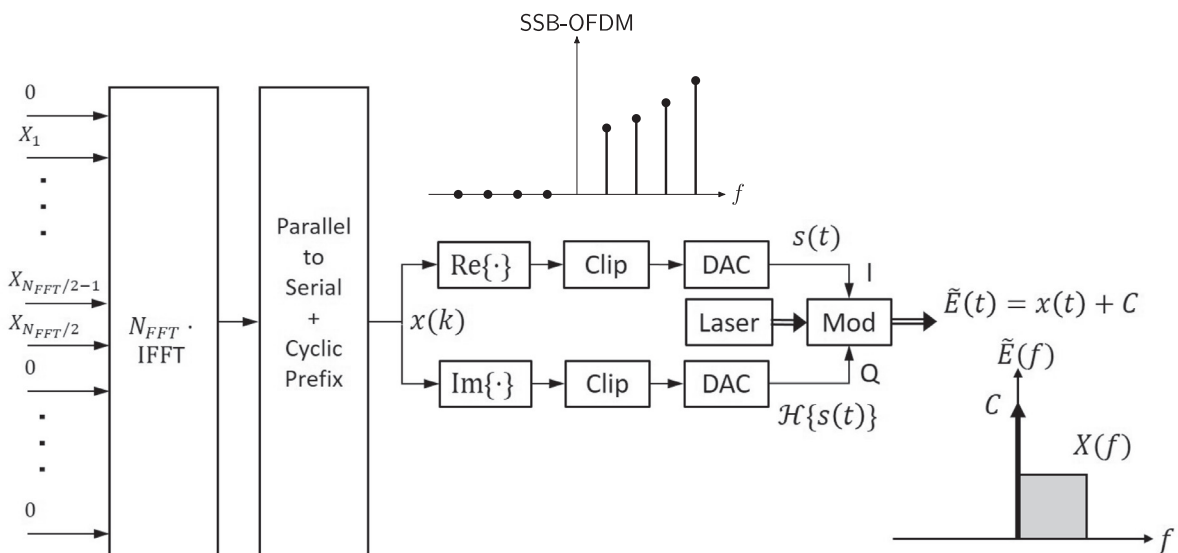 SSB-OFDM
f
0
X_1
⋮
X_{N_{FFT}/2−1}
X_{N_{FFT}/2}
0
⋮
0
N_{FFT} ·
IFFT
Parallel
to
Serial
+
Cyclic
Prefix
x(k)
Re{·}
Clip
DAC
s(t)
I
Laser
Mod
Ẽ(t) = x(t) + C
Im{·}
Clip
DAC
Q
ℋ{s(t)}
Ẽ(f)
C
X(f)
f